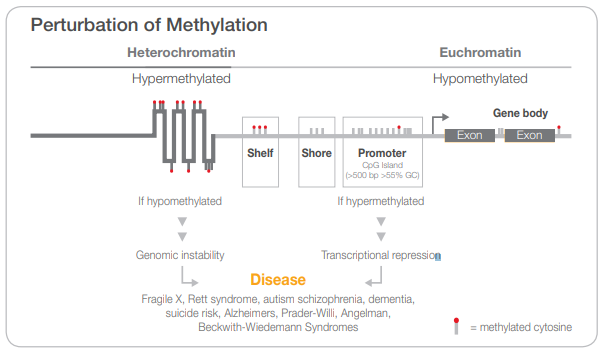 Perturbation of Methylation
Heterochromatin
Euchromatin
Hypermethylated
Hypomethylated
Gene body
Exon
Exon
Shelf
Shore
Promoter
CpG Island
(>500 bp >55% GC)
If hypomethylated
If hypermethylated
Genomic instability
Transcriptional repression
Disease
Fragile X, Rett syndrome, autism schizophrenia, dementia,
suicide risk, Alzheimers, Prader-Willi, Angelman,
Beckwith-Wiedemann Syndromes
= methylated cytosine